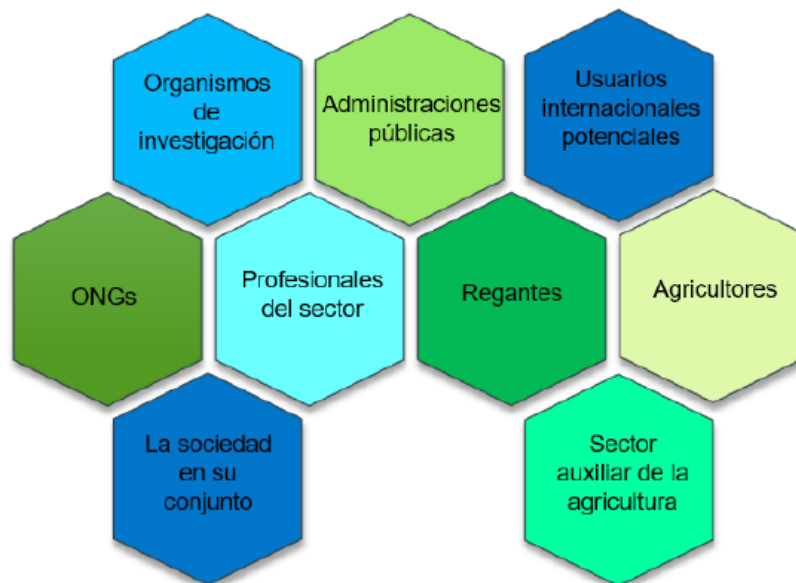 Organismos
de
investigación
Administraciones
públicas
Usuarios
internacionales
potenciales
ONGs
Profesionales
del sector
Regantes
Agricultores
La sociedad
en su
conjunto
Sector
auxiliar de la
agricultura